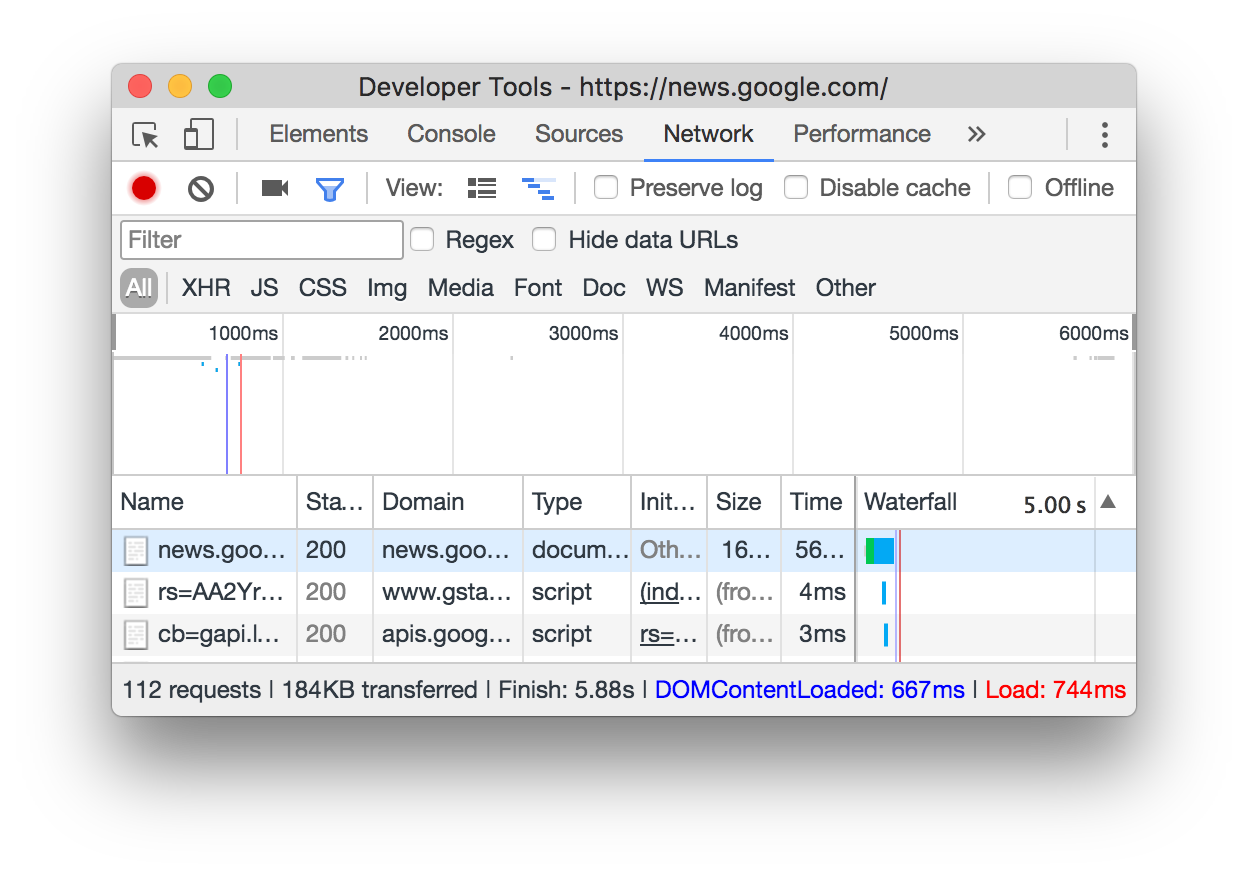 Developer Tools - https://news.google.com/
Elements Console Sources Network Performance »
View: Preserve log Disable cache Offline
Filter Regex Hide data URLs
All XHR JS CSS Img Media Font Doc WS Manifest Other
1000ms 2000ms 3000ms 4000ms 5000ms 6000ms
Name Sta... Domain Type Init... Size Time Waterfall 5.00 s ▲
news.goo... 200 news.goo... docum... Oth... 16... 56...
rs=AA2Yr... 200 www.gsta... script (ind... (fro... 4ms
cb=gapi.l... 200 apis.goog... script rs=... (fro... 3ms
112 requests | 184KB transferred | Finish: 5.88s | DOMContentLoaded: 667ms | Load: 744ms